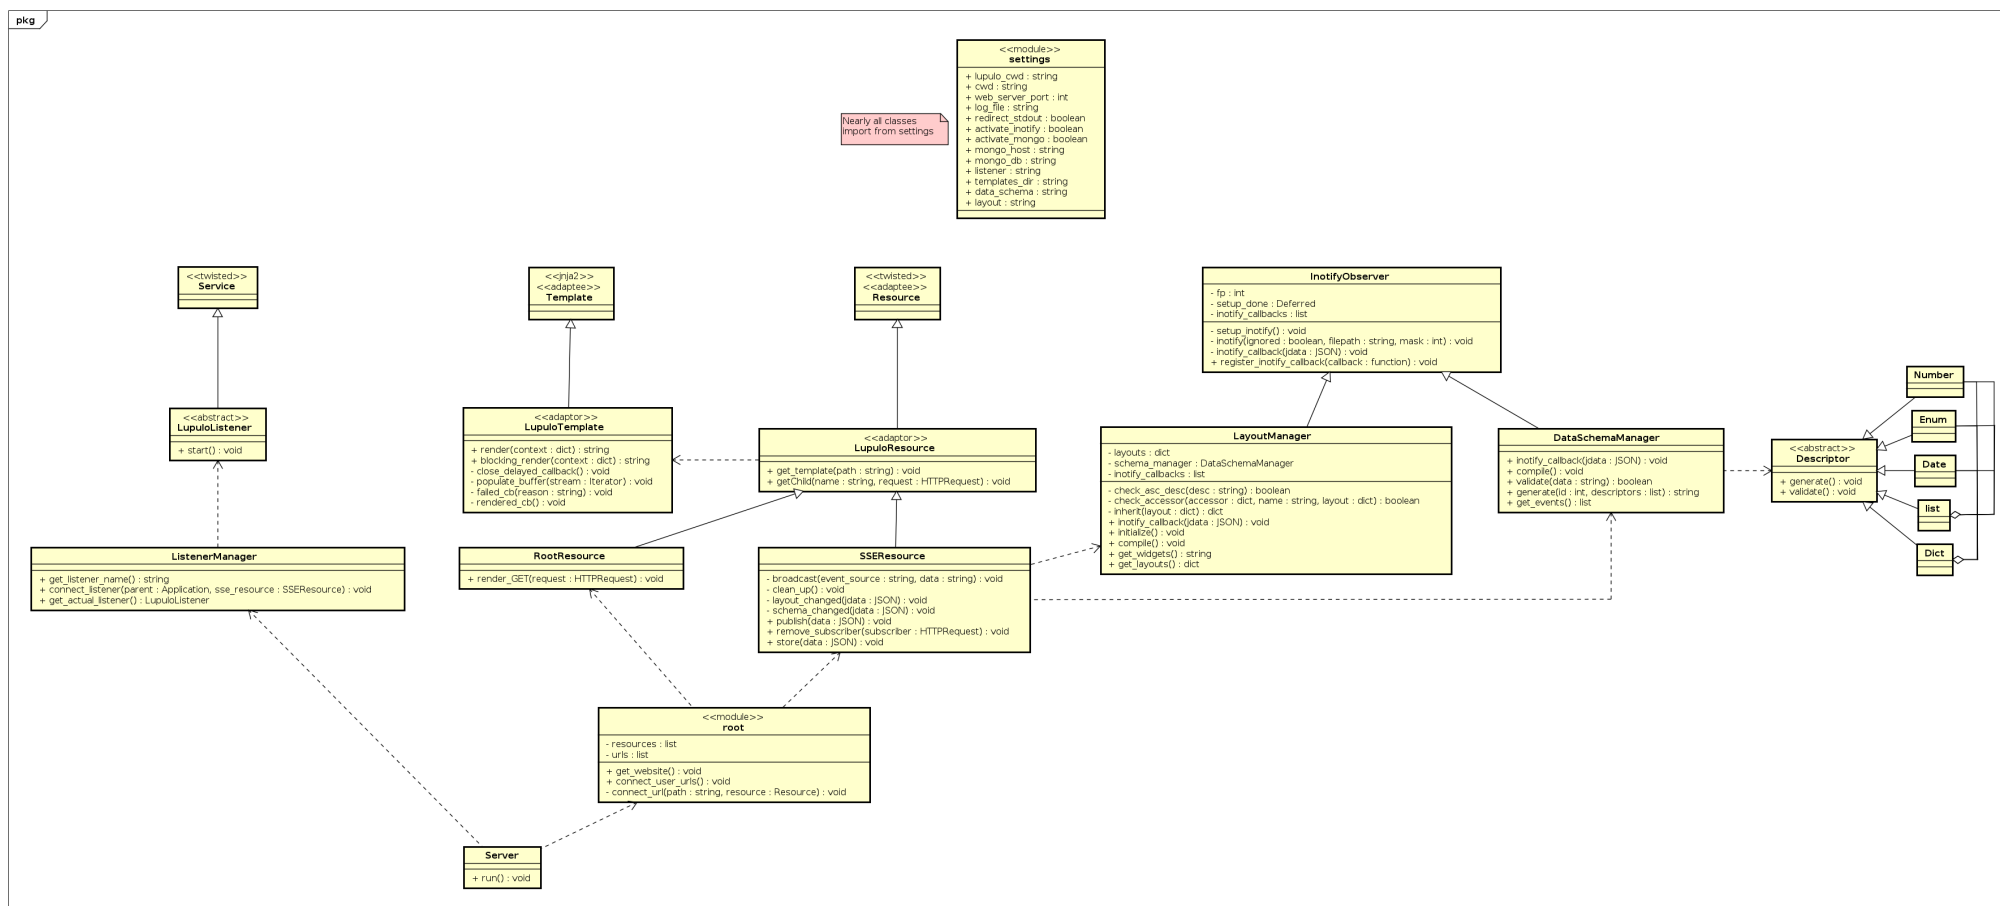 pkg
<<module>>
settings
+ lupulo_cwd : string
+ cwd : string
+ web_server_port : int
+ log_file : string
+ redirect_stdout : boolean
+ activate_inotify : boolean
+ activate_mongo : boolean
+ mongo_host : string
+ mongo_db : string
+ listener : string
+ templates_dir : string
+ data_schema : string
+ layout : string
Nearly all classes
import from settings
<<twisted>>
Service
<<jnja2>>
<<adaptee>>
Template
<<twisted>>
<<adaptee>>
Resource
InotifyObserver
- fp : int
- setup_done : Deferred
- inotify_callbacks : list
- setup_inotify() : void
- inotify(ignored : boolean, filepath : string, mask : int) : void
- inotify_callback(jdata : JSON) : void
+ register_inotify_callback(callback : function) : void
<<abstract>>
LupuloListener
+ start() : void
<<adaptor>>
LupuloTemplate
+ render(context : dict) : string
+ blocking_render(context : dict) : string
- close_delayed_callback() : void
- populate_buffer(stream : Iterator) : void
- failed_cb(reason : string) : void
- rendered_cb() : void
<<adaptor>>
LupuloResource
+ get_template(path : string) : void
+ getChild(name : string, request : HTTPRequest) : void
LayoutManager
- layouts : dict
- schema_manager : DataSchemaManager
- inotify_callbacks : list
- check_asc_desc(desc : string) : boolean
- check_accessor(accessor : dict, name : string, layout : dict) : boolean
- inherit(layout : dict) : dict
+ inotify_callback(jdata : JSON) : void
+ initialize() : void
+ compile() : void
+ get_widgets() : string
+ get_layouts() : dict
DataSchemaManager
+ inotify_callback(jdata : JSON) : void
+ compile() : void
+ validate(data : string) : boolean
+ generate(id : int, descriptors : list) : string
+ get_events() : list
<<abstract>>
Descriptor
+ generate() : void
+ validate() : void
Number
Enum
Date
list
Dict
ListenerManager
+ get_listener_name() : string
+ connect_listener(parent : Application, sse_resource : SSEResource) : void
+ get_actual_listener() : LupuloListener
RootResource
+ render_GET(request : HTTPRequest) : void
SSEResource
- broadcast(event_source : string, data : string) : void
- clean_up() : void
- layout_changed(jdata : JSON) : void
- schema_changed(jdata : JSON) : void
+ publish(data : JSON) : void
+ remove_subscriber(subscriber : HTTPRequest) : void
+ store(data : JSON) : void
<<module>>
root
- resources : list
- urls : list
+ get_website() : void
+ connect_user_urls() : void
- connect_url(path : string, resource : Resource) : void
Server
+ run() : void